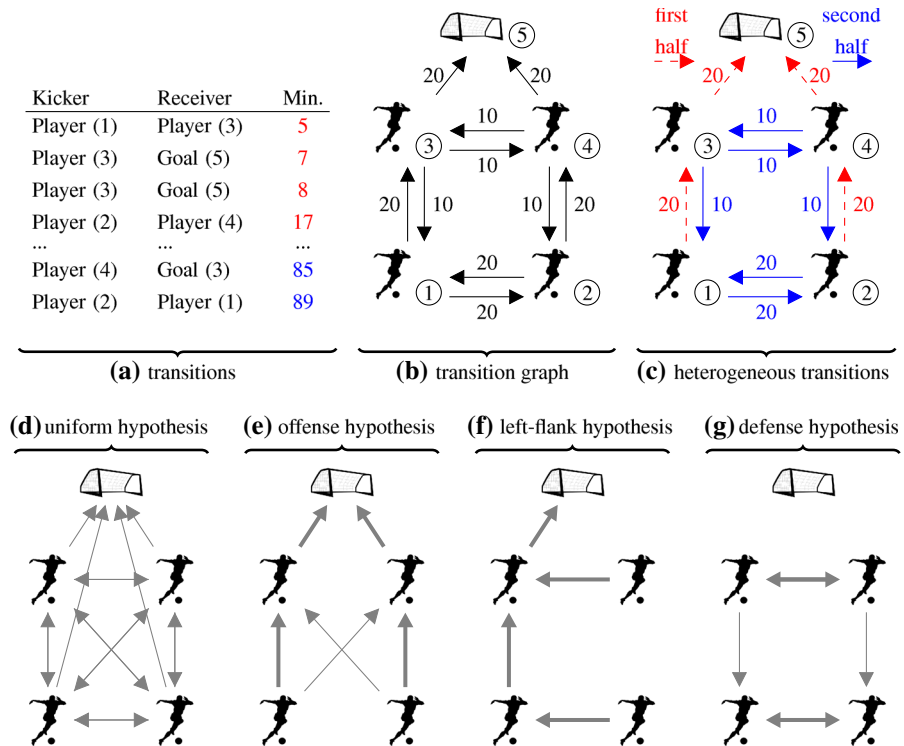 Kicker Receiver Min.
Player (1) Player (3) 5
Player (3) Goal (5) 7
Player (3) Goal (5) 8
Player (2) Player (4) 17
... ... ...
Player (4) Goal (3) 85
Player (2) Player (1) 89
(a) transitions
5
20 20
10
3 4
10
20 10 10 20
20
1 2
20
(b) transition graph
first second
half half
5
20 20
10
3 4
10
20 10 10 20
20
1 2
20
(c) heterogeneous transitions
(d) uniform hypothesis
(e) offense hypothesis
(f) left-flank hypothesis
(g) defense hypothesis